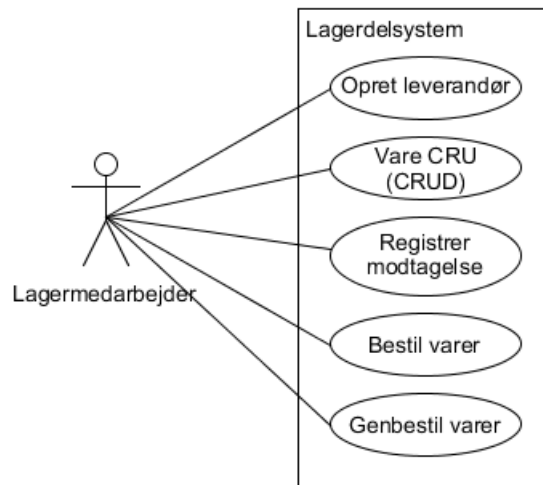 Lagerdelsystem
Opret leverandør
Vare CRU
(CRUD)
Registrer
modtagelse
Lagermedarbejder
Bestil varer
Genbestil varer